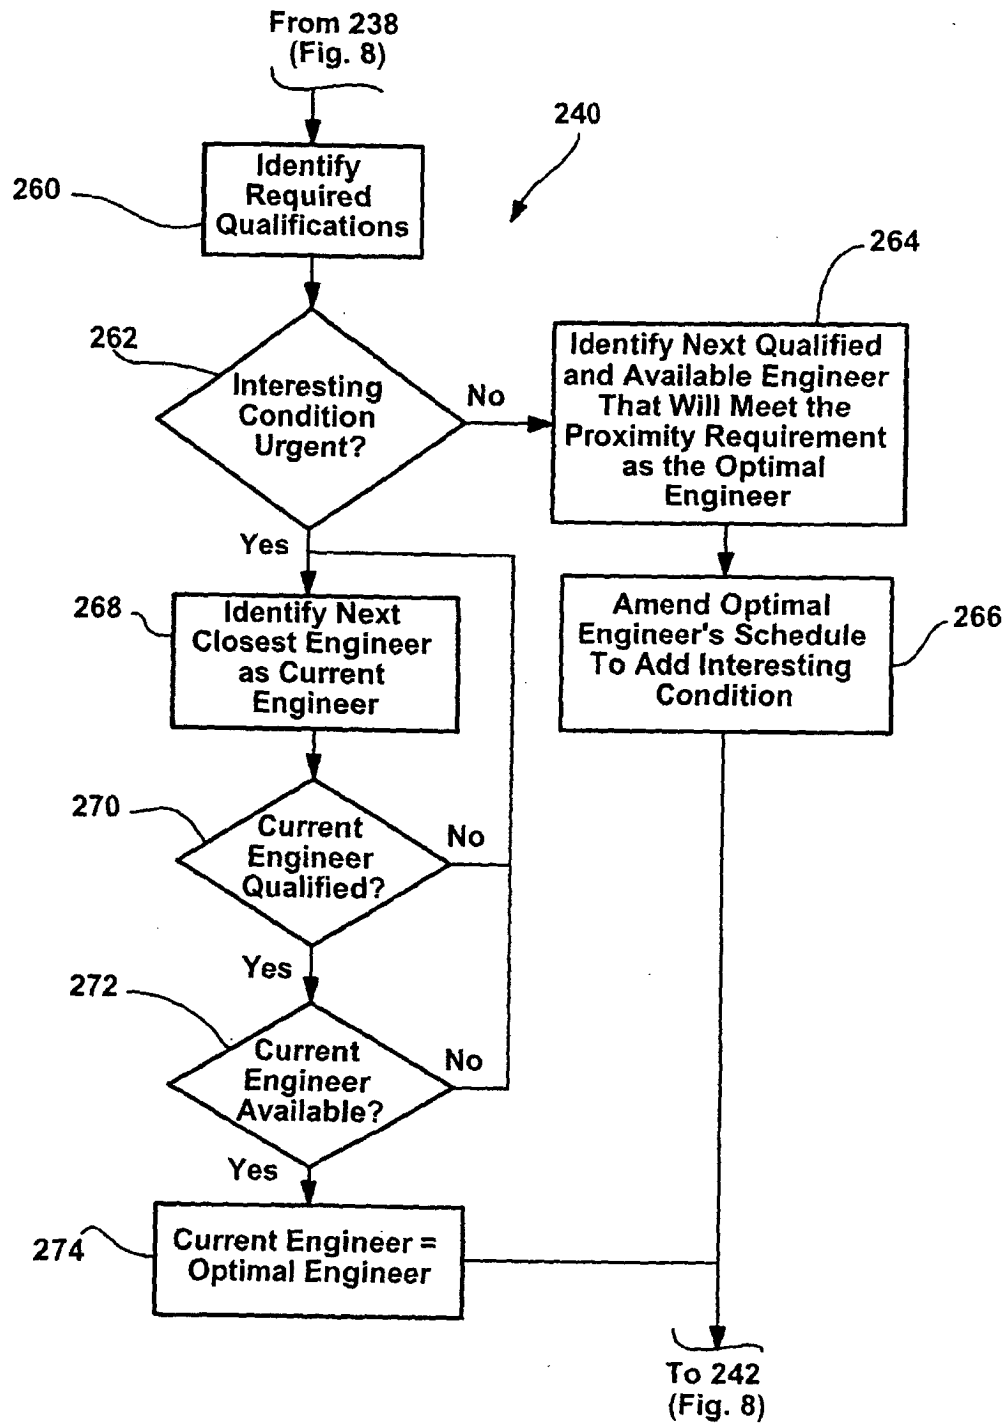 From 238
(Fig. 8)
240
Identify
Required
Qualifications
260
264
262
Interesting
Condition
Urgent?
No
Identify Next Qualified
and Available Engineer
That Will Meet the
Proximity Requirement
as the Optimal
Engineer
Yes
268
Identify Next
Closest Engineer
as Current
Engineer
Amend Optimal
Engineer's Schedule
To Add Interesting
Condition
266
270
Current
Engineer
Qualified?
No
Yes
272
Current
Engineer
Available?
No
Yes
274
Current Engineer =
Optimal Engineer
To 242
(Fig. 8)